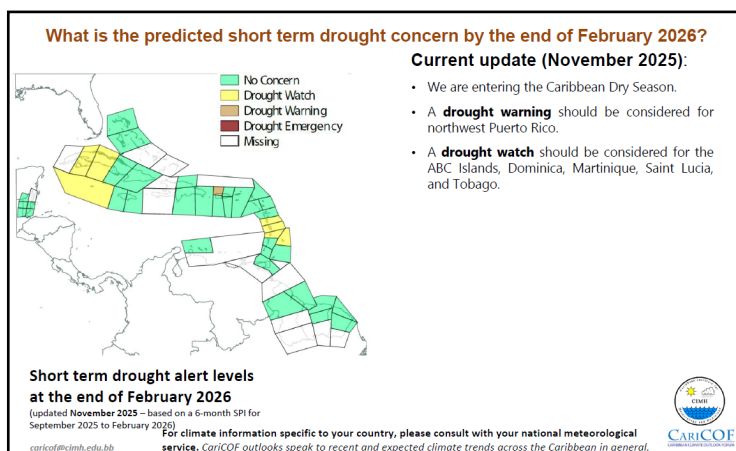 What is the predicted short term drought concern by the end of February 2026?
No Concern
Drought Watch
Drought Warning
Drought Emergency
Missing
Current update (November 2025):
• We are entering the Caribbean Dry Season.
• A drought warning should be considered for
northwest Puerto Rico.
• A drought watch should be considered for the
ABC Islands, Dominica, Martinique, Saint Lucia,
and Tobago.
Short term drought alert levels
at the end of February 2026
(updated November 2025 – based on a 6-month SPI for
September 2025 to February 2026)
For climate information specific to your country, please consult with your national meteorological
service. CariCOF outlooks speak to recent and expected climate trends across the Caribbean in general.
caricof@cimh.edu.bb
CIMH
CARICOF
CARIBBEAN CLIMATE OUTLOOK FORUM